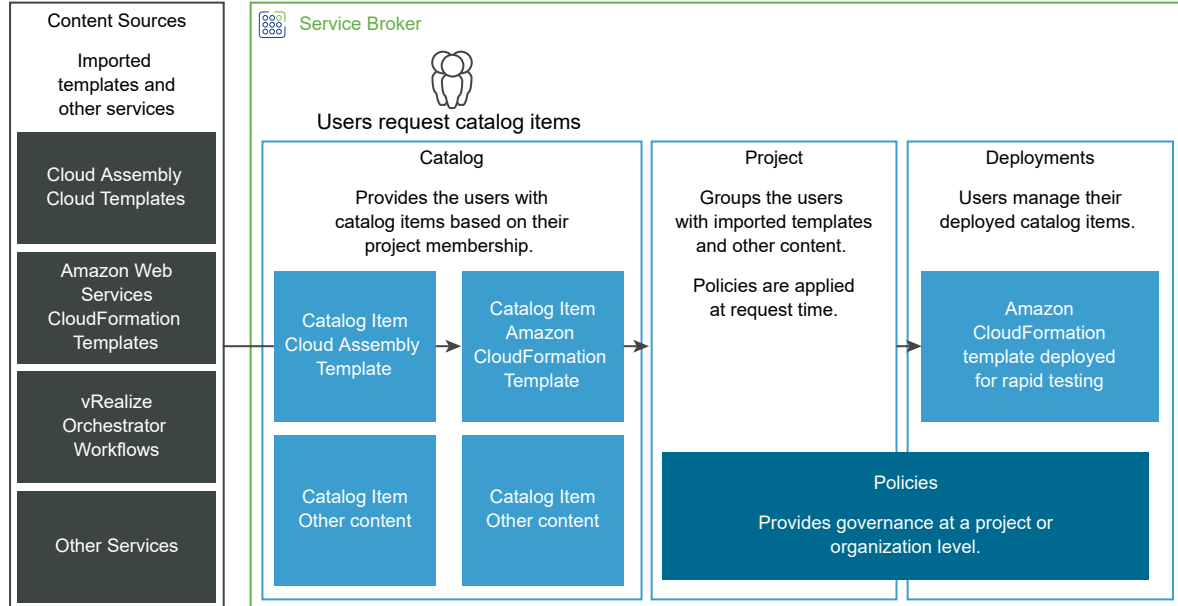 Content Sources
Imported
templates and
other services
Cloud Assembly
Cloud Templates
Amazon Web
Services
CloudFormation
Templates
vRealize
Orchestrator
Workflows
Other Services
Service Broker
Users request catalog items
Catalog
Provides the users with
catalog items based on their
project membership.
Catalog Item
Cloud Assembly
Template
Catalog Item
Amazon
CloudFormation
Template
Catalog Item
Other content
Catalog Item
Other content
Project
Groups the users
with imported templates
and other content.
Policies are applied
at request time.
Deployments
Users manage their
deployed catalog items.
Amazon
CloudFormation
template deployed
for rapid testing
Policies
Provides governance at a project or
organization level.